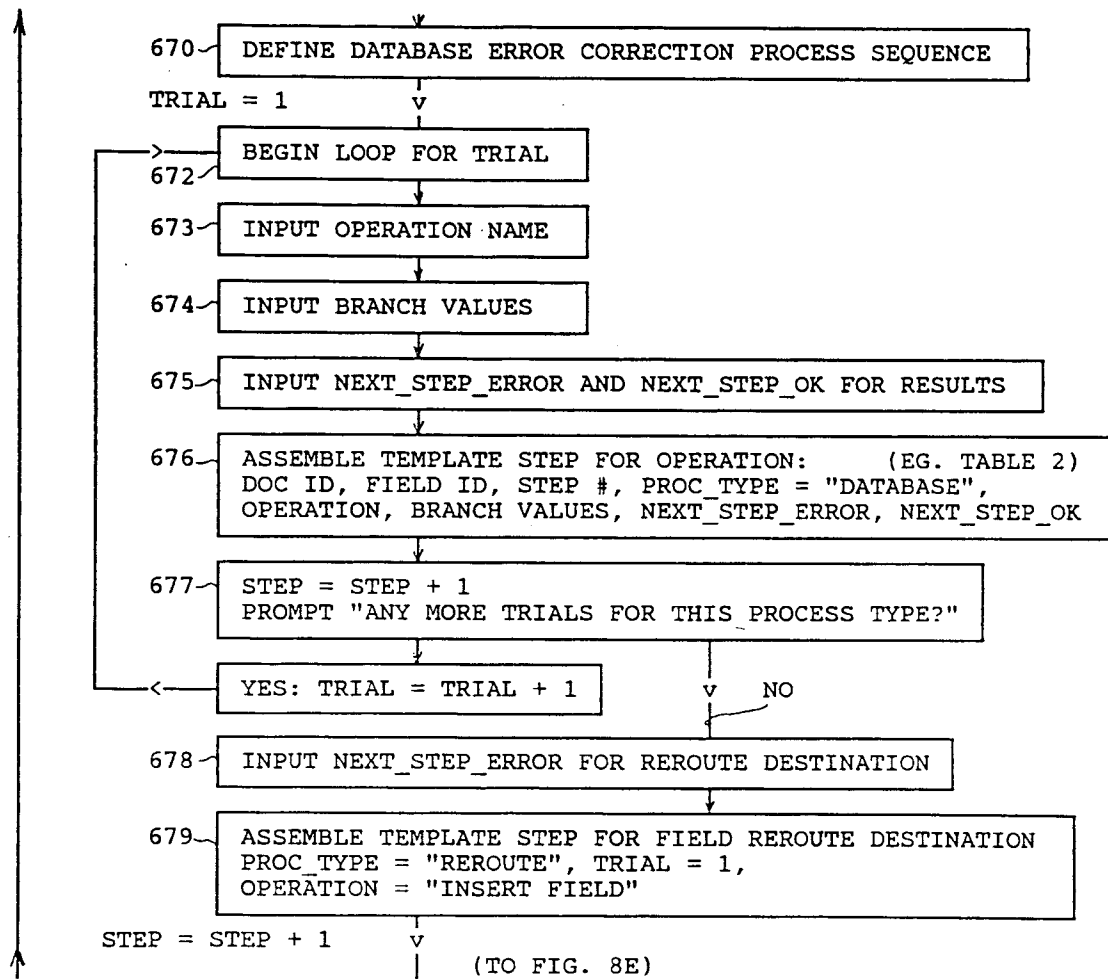 670 DEFINE DATABASE ERROR CORRECTION PROCESS SEQUENCE
TRIAL = 1
BEGIN LOOP FOR TRIAL
672
673 INPUT OPERATION NAME
674 INPUT BRANCH VALUES
675 INPUT NEXT_STEP_ERROR AND NEXT_STEP_OK FOR RESULTS
676 ASSEMBLE TEMPLATE STEP FOR OPERATION: (EG. TABLE 2)
DOC ID, FIELD ID, STEP #, PROC_TYPE = "DATABASE",
OPERATION, BRANCH VALUES, NEXT_STEP_ERROR, NEXT_STEP_OK
677 STEP = STEP + 1
PROMPT "ANY MORE TRIALS FOR THIS PROCESS TYPE?"
YES: TRIAL = TRIAL + 1
NO
678 INPUT NEXT_STEP_ERROR FOR REROUTE DESTINATION
679 ASSEMBLE TEMPLATE STEP FOR FIELD REROUTE DESTINATION
PROC_TYPE = "REROUTE", TRIAL = 1,
OPERATION = "INSERT FIELD"
STEP = STEP + 1
(TO FIG. 8E)